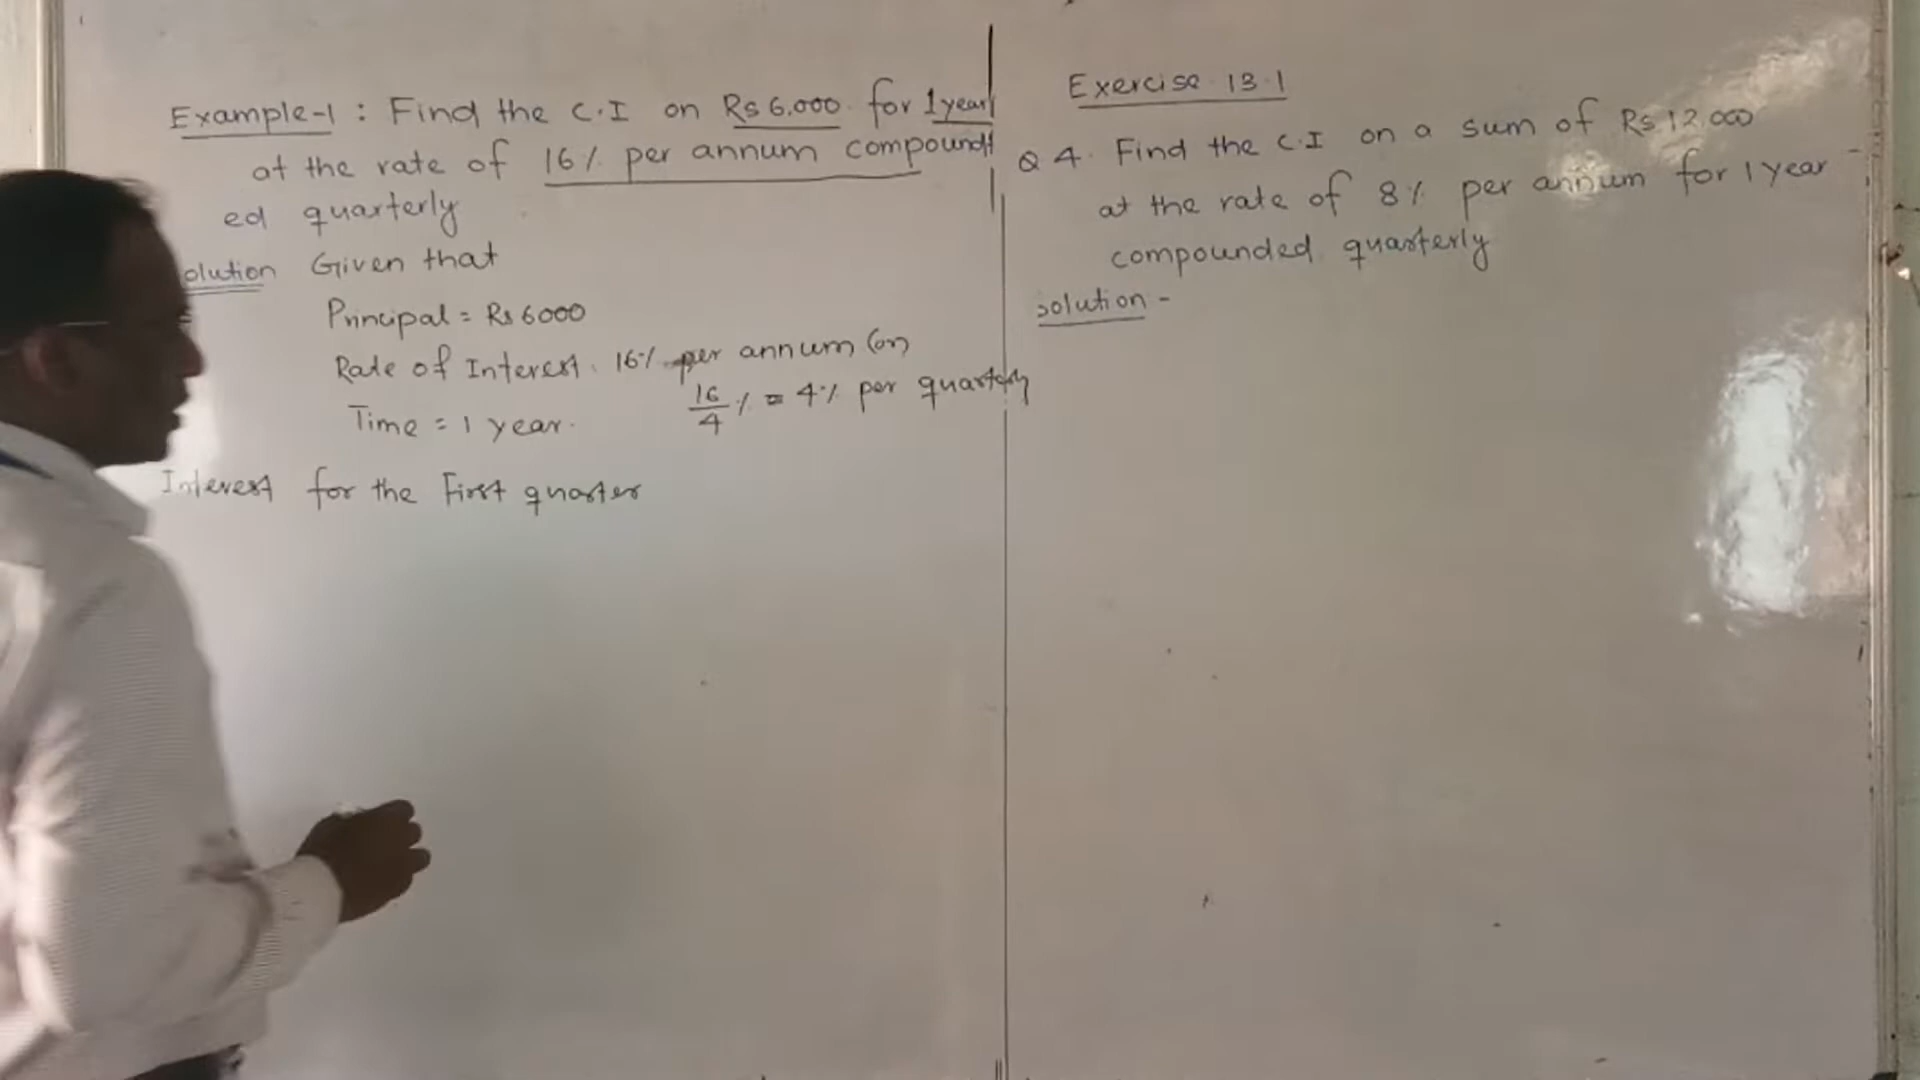 Example-1 : Find the C.I on Rs 6,000 for 1 year
at the rate of 16% per annum compound
ed quarterly
olution Given that
Principal = Rs 6000
Rate of Interest. 16% per annum (or)
16/4 % = 4% per quarterly
Time = 1 year.
Interest for the First quarter
Exercise 13.1
Q 4. Find the C.I on a sum of Rs 12,000
at the rate of 8% per annum for 1 year
compounded quarterly
solution -